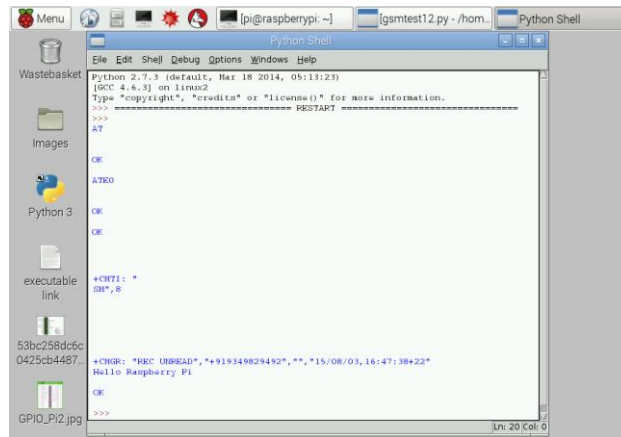 Menu
[pi@raspberrypi: ~]
[gsmtest12.py - /hom...
Python Shell
Python Shell
File Edit Shell Debug Options Windows Help
Wastebasket
Images
Python 3
executable
link
53bc258dc6c
0425cb4487...
GPIO_Pi2.jpg
Python 2.7.3 (default, Mar 18 2014, 05:13:23)
[GCC 4.6.3] on linux2
Type "copyright", "credits" or "license()" for more information.
>>> ================================ RESTART ================================
>>>
AT
OK
ATE0
OK
OK
+CMTI: "
SM",8
+CMGR: "REC UNREAD","+919349829492","","15/08/03,16:47:38+22"
Hello Raspberry Pi
OK
>>>
Ln: 20 Col: 0